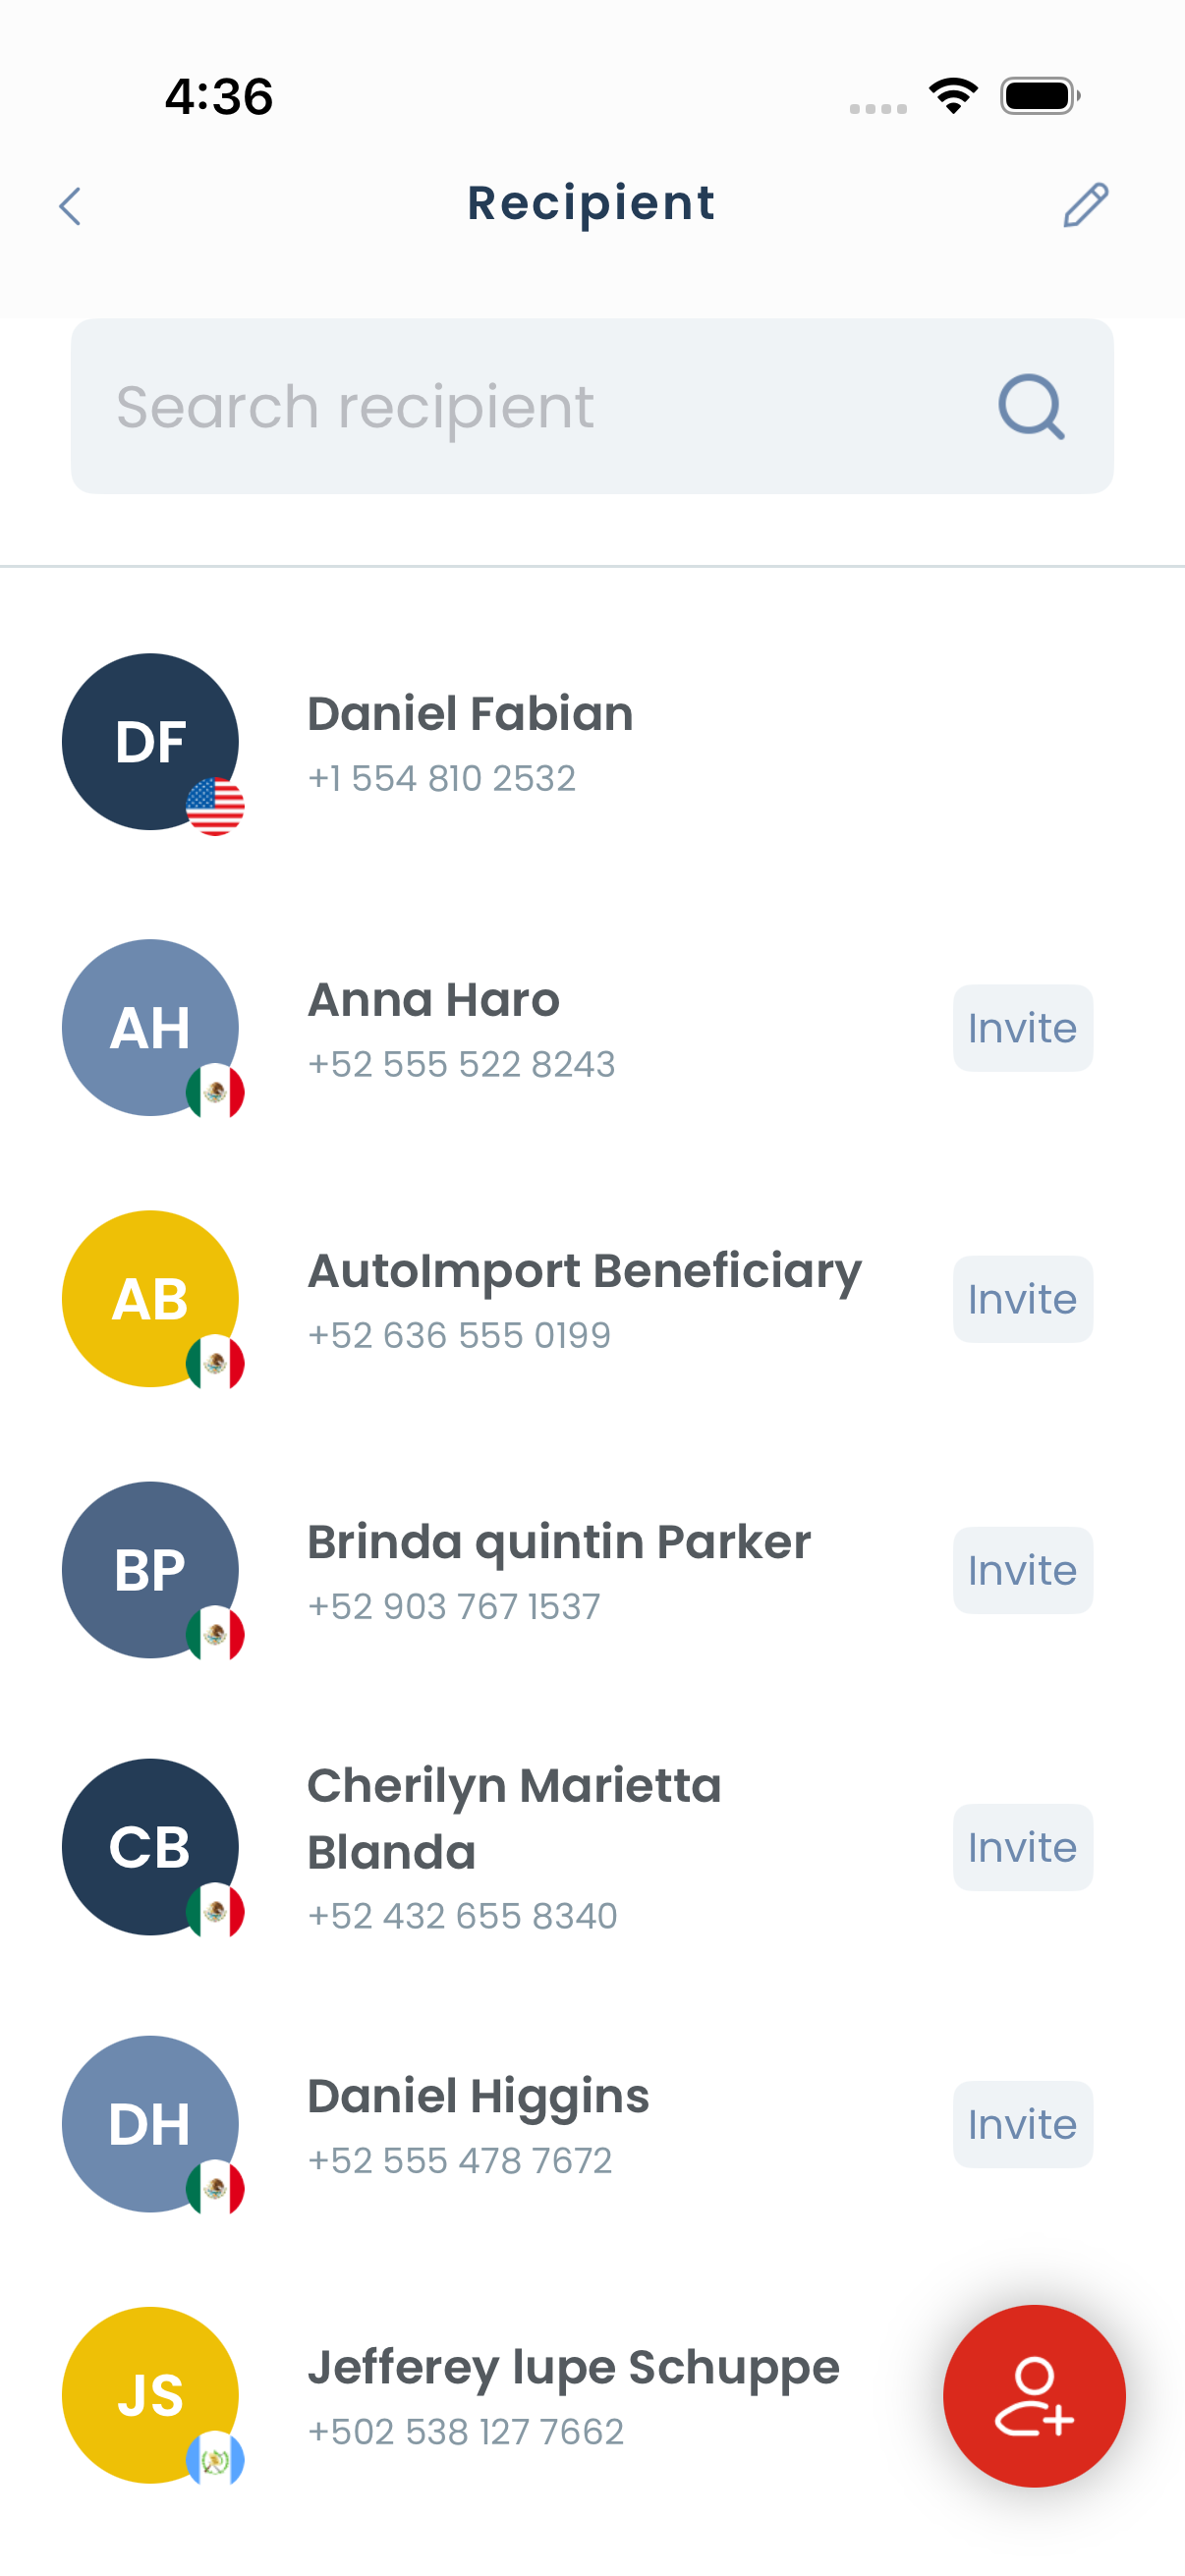 4:36
Recipient
Search recipient
DF
Daniel Fabian
+1 554 810 2532
AH
Anna Haro
+52 555 522 8243
Invite
AB
AutoImport Beneficiary
+52 636 555 0199
Invite
BP
Brinda quintin Parker
+52 903 767 1537
Invite
CB
Cherilyn Marietta
Blanda
+52 432 655 8340
Invite
DH
Daniel Higgins
+52 555 478 7672
Invite
JS
Jefferey lupe Schuppe
+502 538 127 7662